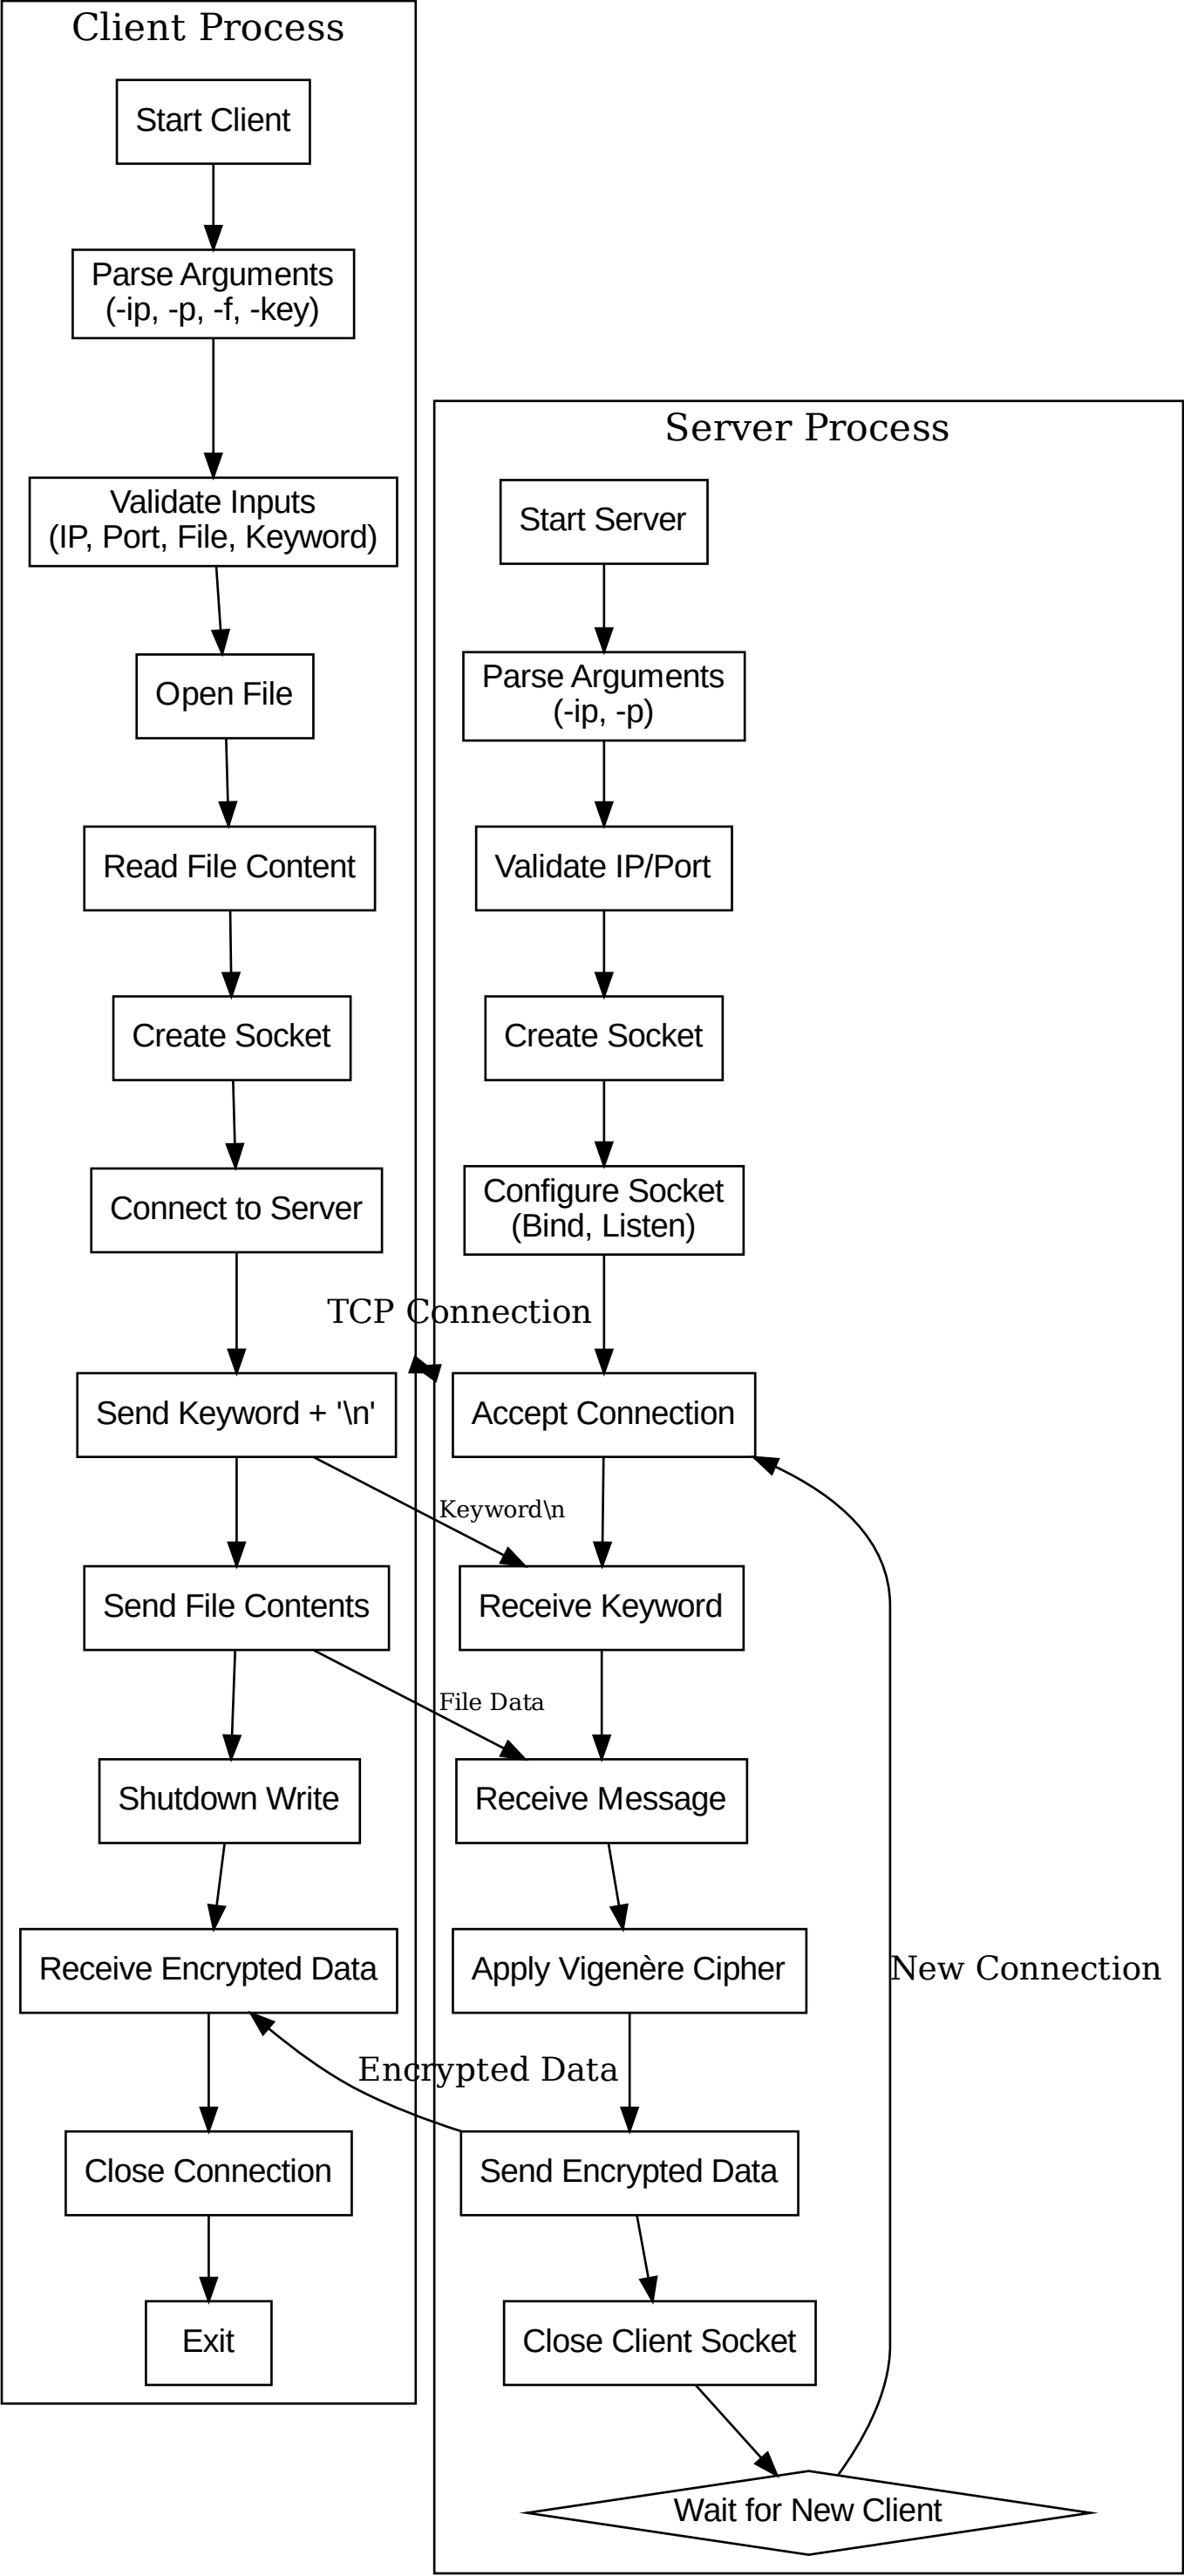 Client Process
Start Client
Parse Arguments
(-ip, -p, -f, -key)
Validate Inputs
(IP, Port, File, Keyword)
Open File
Read File Content
Create Socket
Connect to Server
Send Keyword + '\n'
Send File Contents
Shutdown Write
Receive Encrypted Data
Close Connection
Exit
Server Process
Start Server
Parse Arguments
(-ip, -p)
Validate IP/Port
Create Socket
Configure Socket
(Bind, Listen)
TCP Connection
Accept Connection
Keyword\n
Receive Keyword
File Data
Receive Message
Apply Vigenère Cipher
New Connection
Encrypted Data
Send Encrypted Data
Close Client Socket
Wait for New Client